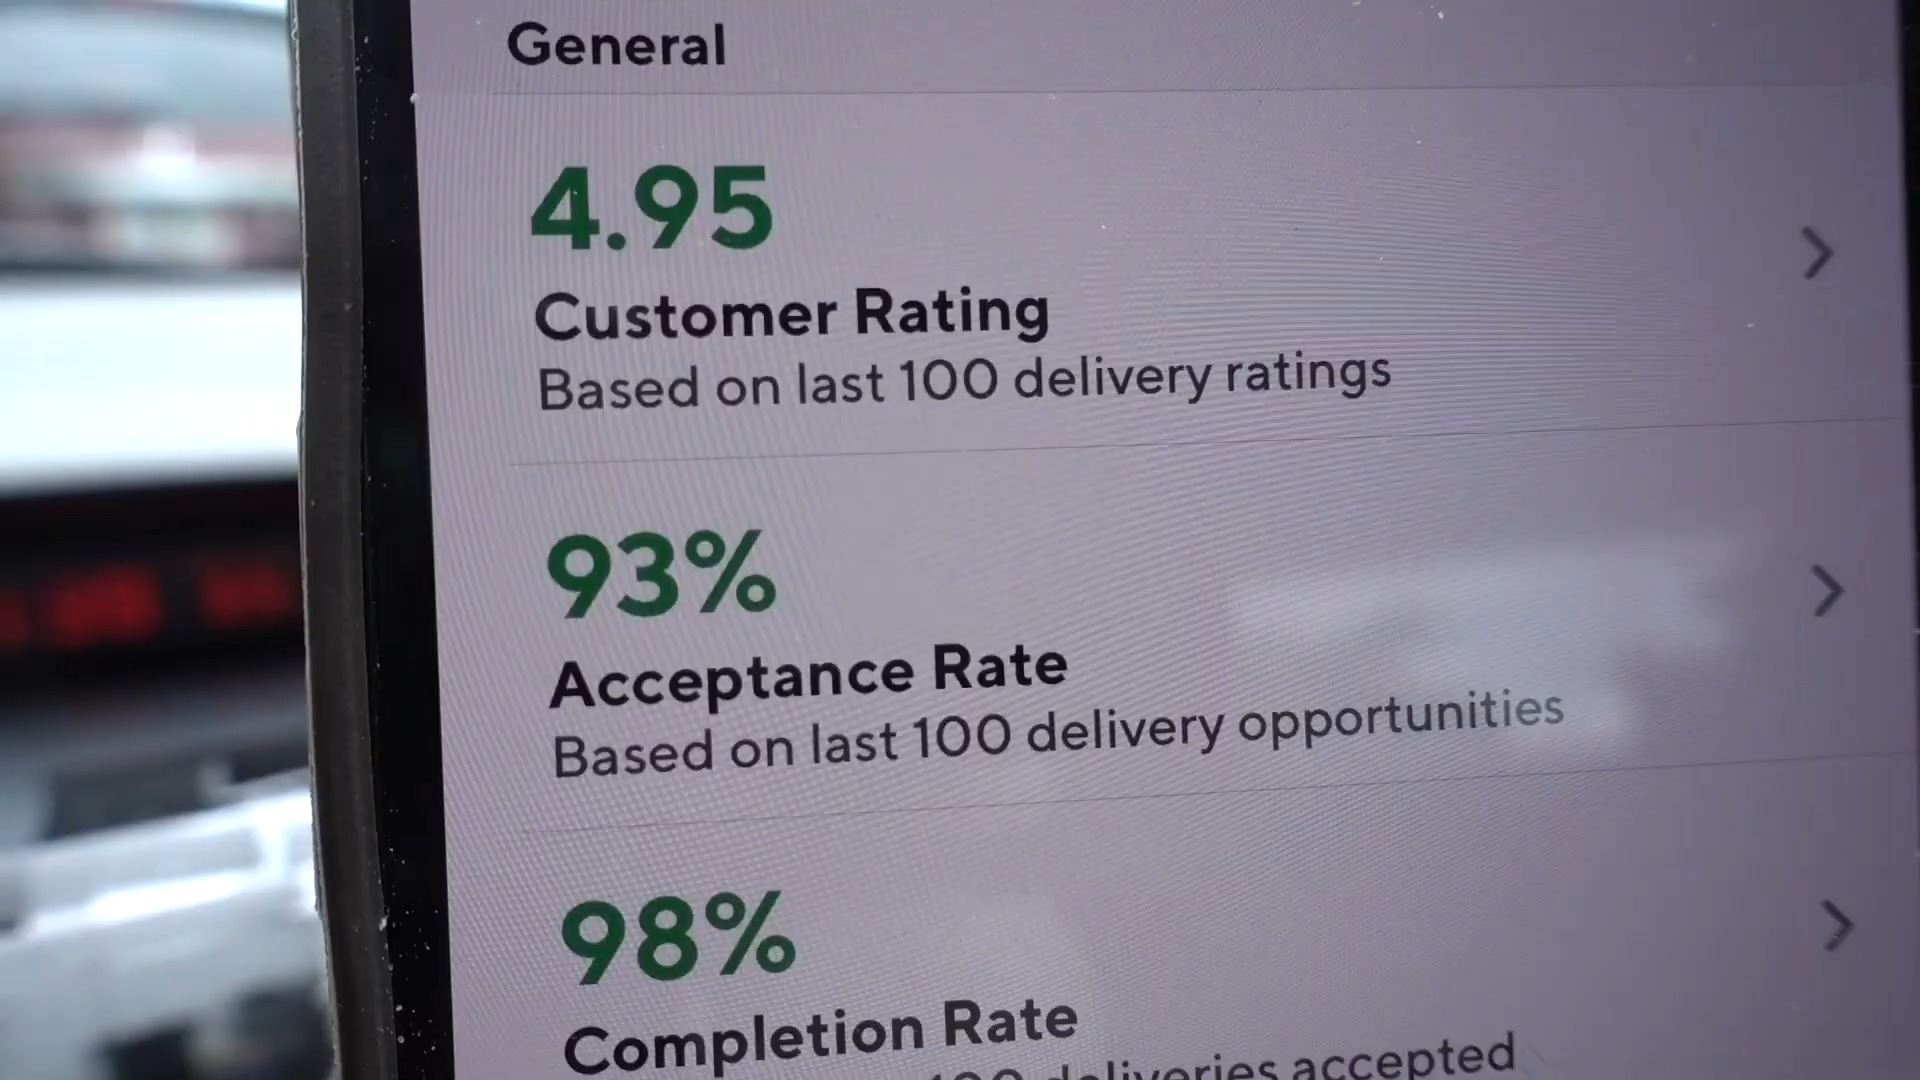 General
4.95
Customer Rating
Based on last 100 delivery ratings
93%
Acceptance Rate
Based on last 100 delivery opportunities
98%
Completion Rate
100 deliveries accepted